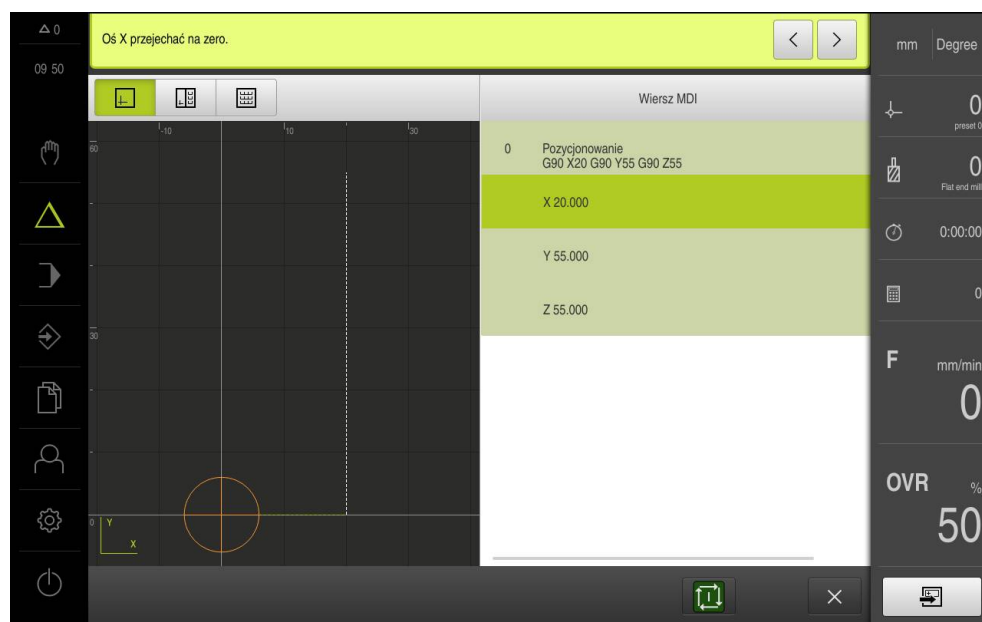 0
09 50
Oś X przejechać na zero.
mm
Degree
Wiersz MDI
-10
10
30
60
30
0
Y
X
0 Pozycjonowanie
G90 X20 G90 Y55 G90 Z55
X 20.000
Y 55.000
Z 55.000
0
preset 0
0
Flat end mill
0:00:00
0
F
mm/min
0
OVR
%
50